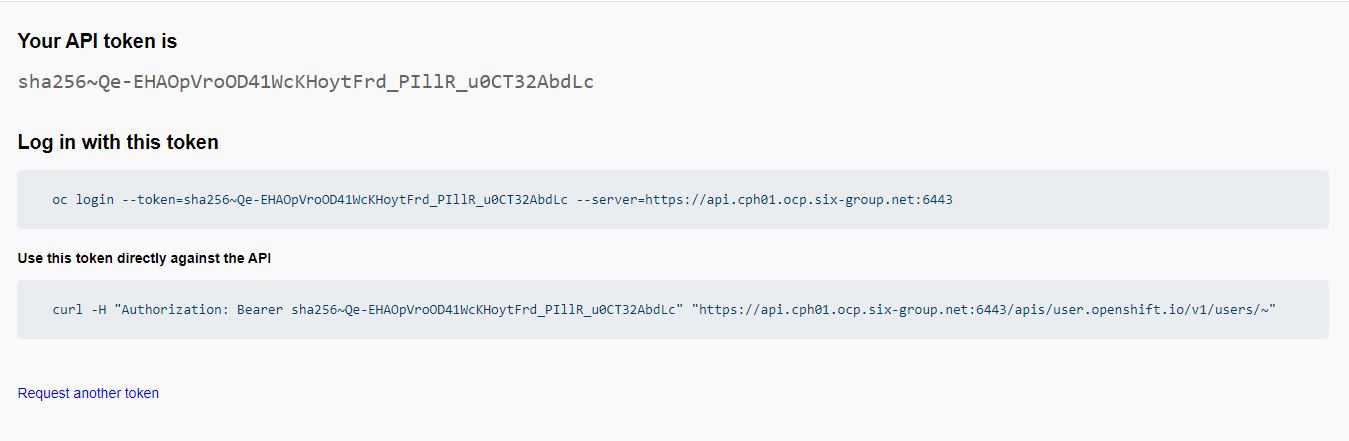 Your API token is
sha256~Qe-EHAOpVroOD41WcKHoytFrd_PIllR_u0CT32AbdLc
Log in with this token
oc login --token=sha256~Qe-EHAOpVroOD41WcKHoytFrd_PIllR_u0CT32AbdLc --server=https://api.cph01.ocp.six-group.net:6443
Use this token directly against the API
curl -H "Authorization: Bearer sha256~Qe-EHAOpVroOD41WcKHoytFrd_PIllR_u0CT32AbdLc" "https://api.cph01.ocp.six-group.net:6443/apis/user.openshift.io/v1/users/~"
Request another token